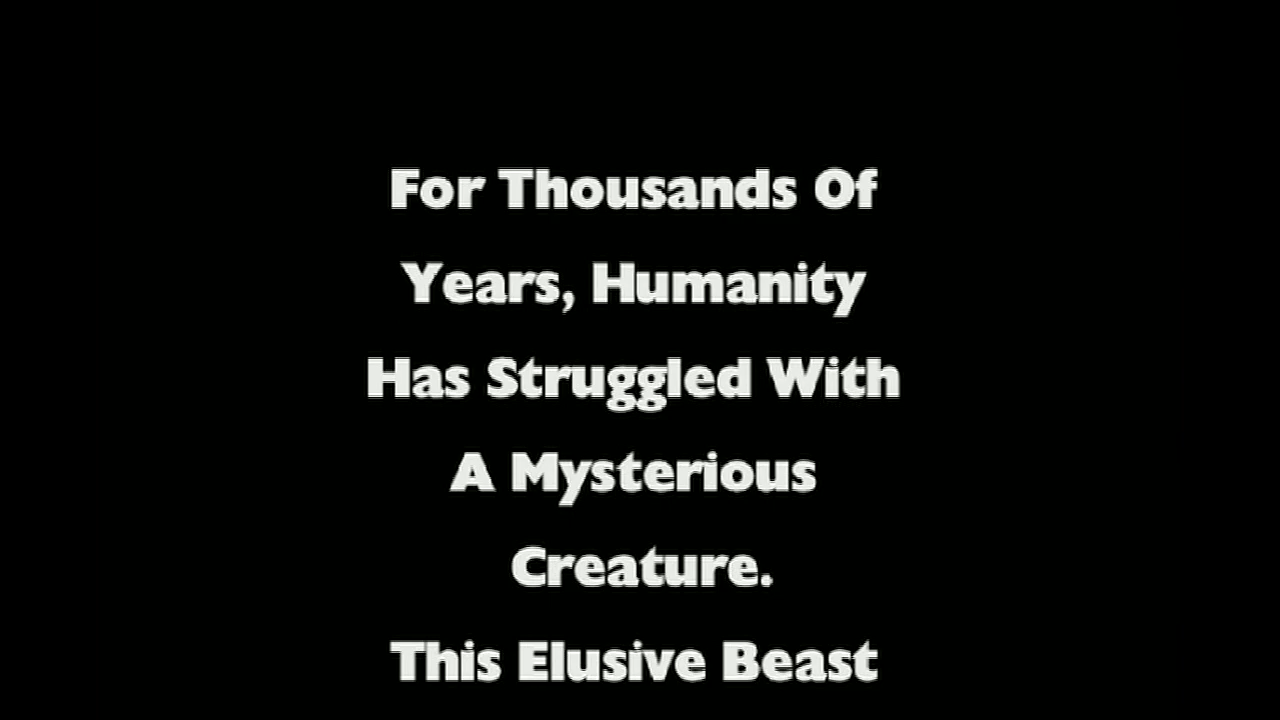 For Thousands Of
Years, Humanity
Has Struggled With
A Mysterious
Creature.
This Elusive Beast